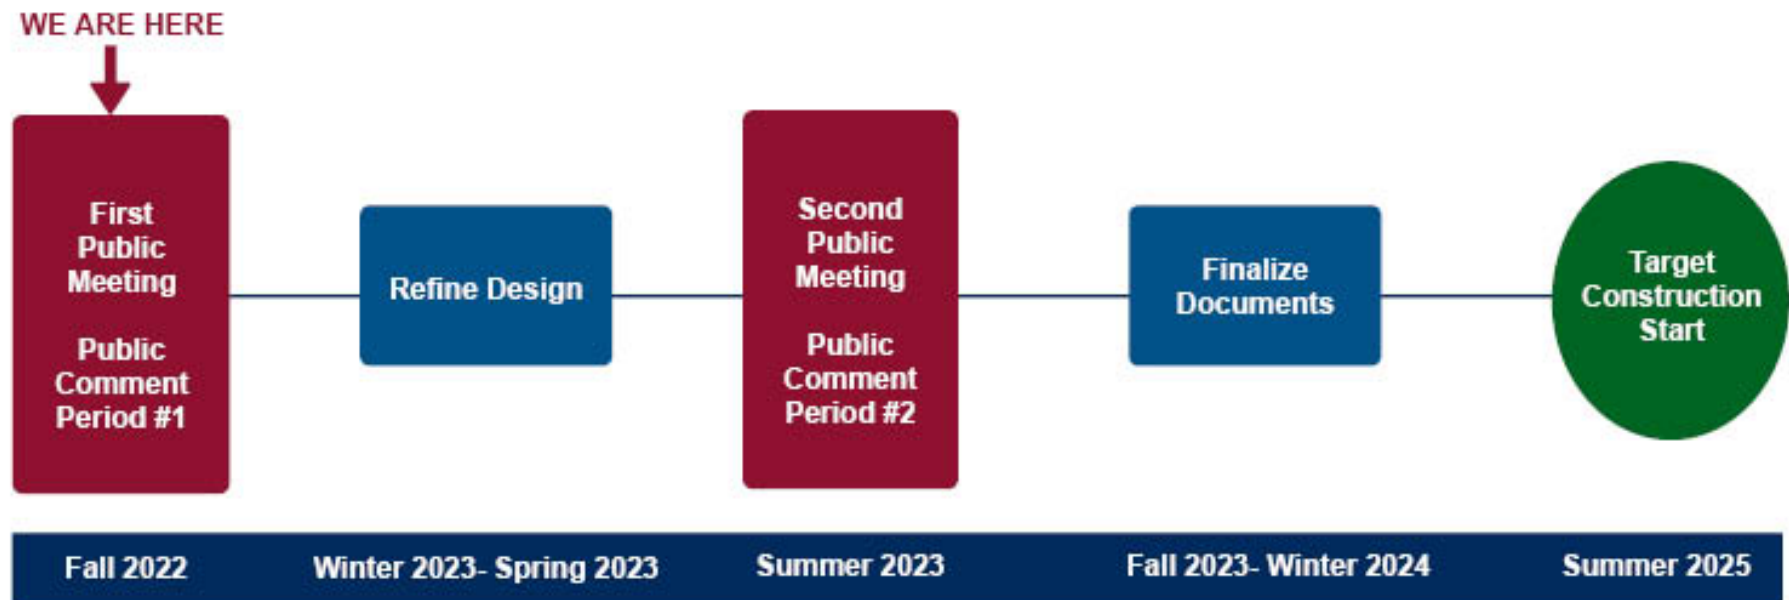 WE ARE HERE
First
Public
Meeting
Public
Comment
Period #1
Refine Design
Second
Public
Meeting
Public
Comment
Period #2
Finalize
Documents
Target
Construction
Start
Fall 2022
Winter 2023- Spring 2023
Summer 2023
Fall 2023- Winter 2024
Summer 2025